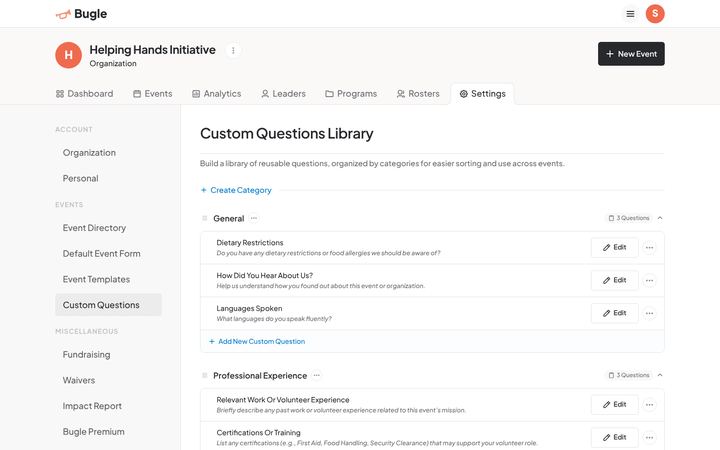 Bugle
S
H
Helping Hands Initiative
Organization
New Event
Dashboard
Events
Analytics
Leaders
Programs
Rosters
Settings
ACCOUNT
Organization
Personal
EVENTS
Event Directory
Default Event Form
Event Templates
Custom Questions
MISCELLANEOUS
Fundraising
Waivers
Impact Report
Bugle Premium
Custom Questions Library
Build a library of reusable questions, organized by categories for easier sorting and use across events.
+ Create Category
General
3 Questions
Dietary Restrictions
Do you have any dietary restrictions or food allergies we should be aware of?
Edit
How Did You Hear About Us?
Help us understand how you found out about this event or organization.
Edit
Languages Spoken
What languages do you speak fluently?
Edit
+ Add New Custom Question
Professional Experience
3 Questions
Relevant Work Or Volunteer Experience
Briefly describe any past work or volunteer experience related to this event's mission.
Edit
Certifications Or Training
List any certifications (e.g., First Aid, Food Handling, Security Clearance) that may support your volunteer role.
Edit